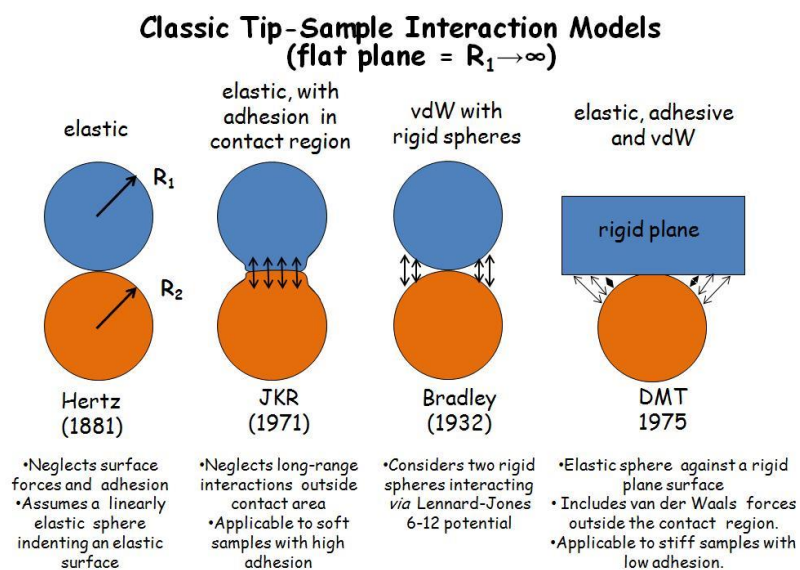 Classic Tip-Sample Interaction Models
(flat plane = R₁→∞)
elastic
R₁
R₂
Hertz
(1881)
•Neglects surface
forces and adhesion
•Assumes a linearly
elastic sphere
indenting an elastic
surface
elastic, with
adhesion in
contact region
JKR
(1971)
•Neglects long-range
interactions outside
contact area
•Applicable to soft
samples with high
adhesion
vdW with
rigid spheres
Bradley
(1932)
•Considers two rigid
spheres interacting
via Lennard-Jones
6-12 potential
elastic, adhesive
and vdW
rigid plane
DMT
1975
•Elastic sphere against a rigid
plane surface
• Includes van der Waals forces
outside the contact region.
•Applicable to stiff samples with
low adhesion.